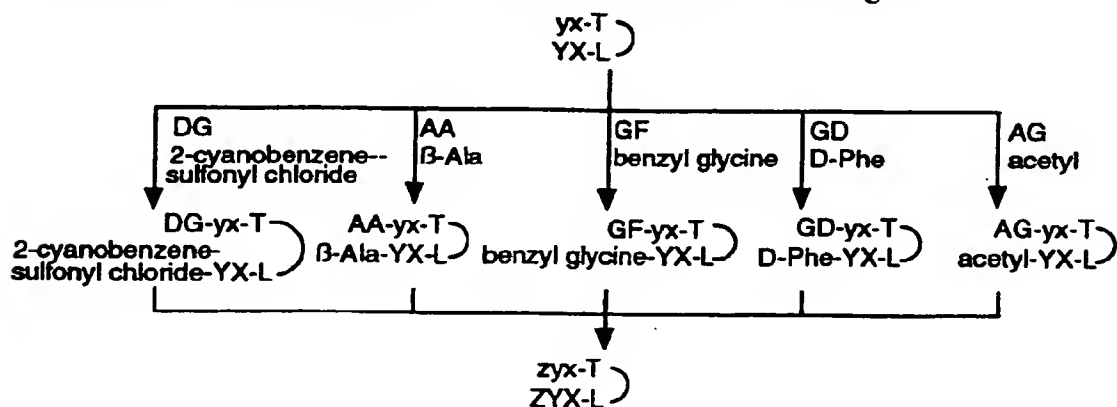 yx-T
YX-L
DG
2-cyanobenzene--
sulfonyl chloride
AA
ß-Ala
GF
benzyl glycine
GD
D-Phe
AG
acetyl
DG-yx-T
2-cyanobenzene-
sulfonyl chloride-YX-L
AA-yx-T
ß-Ala-YX-L
GF-yx-T
benzyl glycine-YX-L
GD-yx-T
D-Phe-YX-L
AG-yx-T
acetyl-YX-L
zyx-T
ZYX-L